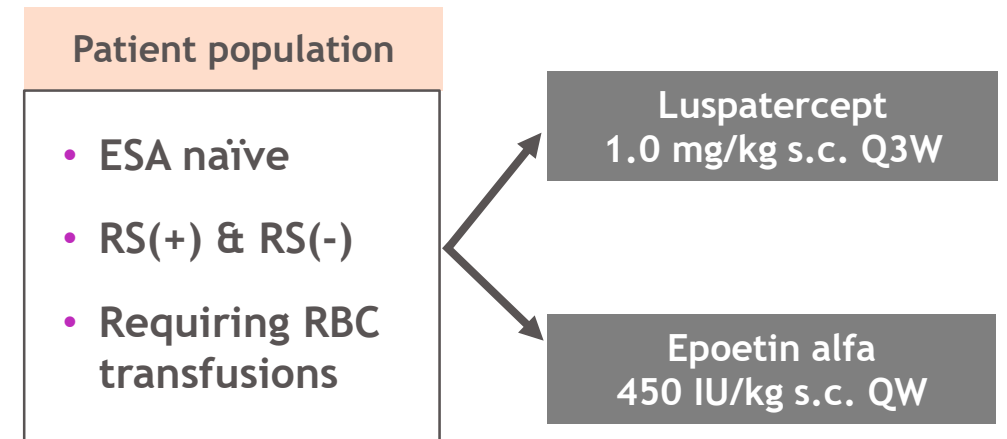 Patient population
• ESA naïve
• RS(+) & RS(-)
• Requiring RBC
transfusions
Luspatercept
1.0 mg/kg s.c. Q3W
Epoetin alfa
450 IU/kg s.c. QW